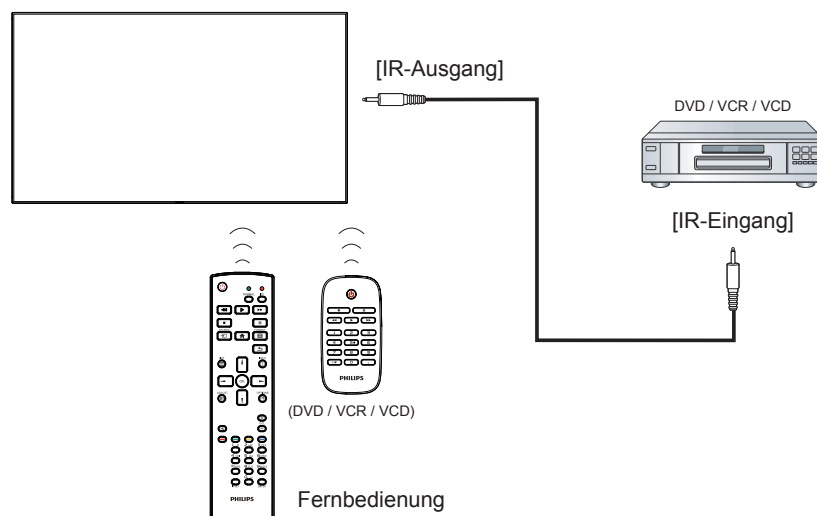 [IR-Ausgang]
DVD / VCR / VCD
[IR-Eingang]
PHILIPS
(DVD / VCR / VCD)
PHILIPS
Fernbedienung